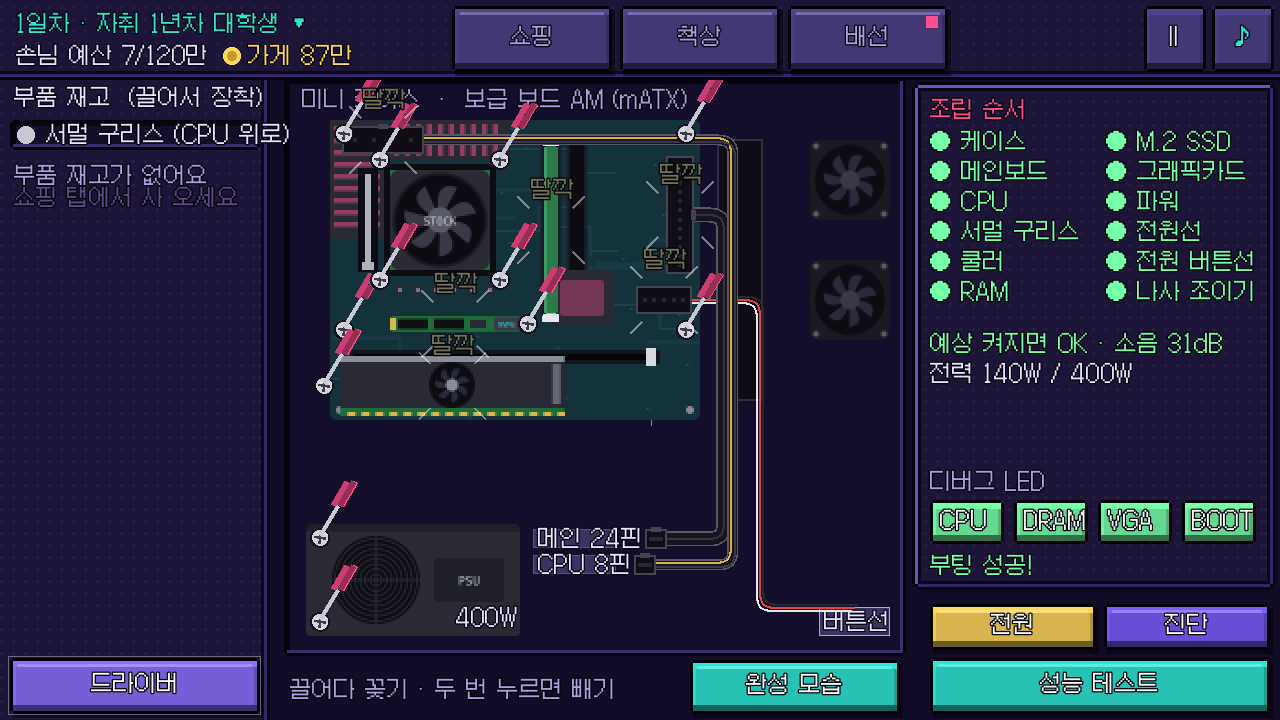 1일차 · 자취 1년차 대학생 ▼
손님 예산 7/120만 가게 87만
쇼핑
책상
배선
부품 재고 (끌어서 장착)
서멀 구리스 (CPU 위로)
부품 재고가 없어요
쇼핑 탭에서 사 오세요
드라이버
미니 · 보급 보드 AM (mATX)
딸깍
딸깍
딸깍
딸깍
딸깍
딸깍
STOCK
메인 24핀
CPU 8핀
PSU
400W
버튼선
끌어다 꽂기 · 두 번 누르면 빼기
완성 모습
조립 순서
케이스
메인보드
CPU
서멀 구리스
쿨러
RAM
M.2 SSD
그래픽카드
파워
전원선
전원 버튼선
나사 조이기
예상 켜지면 OK · 소음 31dB
전력 140W / 400W
디버그 LED
CPU
DRAM
VGA
BOOT
부팅 성공!
전원
진단
성능 테스트